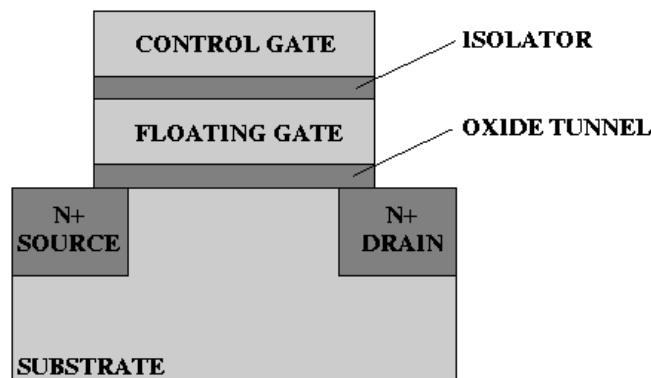 CONTROL GATE
ISOLATOR
FLOATING GATE
OXIDE TUNNEL
N+
SOURCE
N+
DRAIN
SUBSTRATE